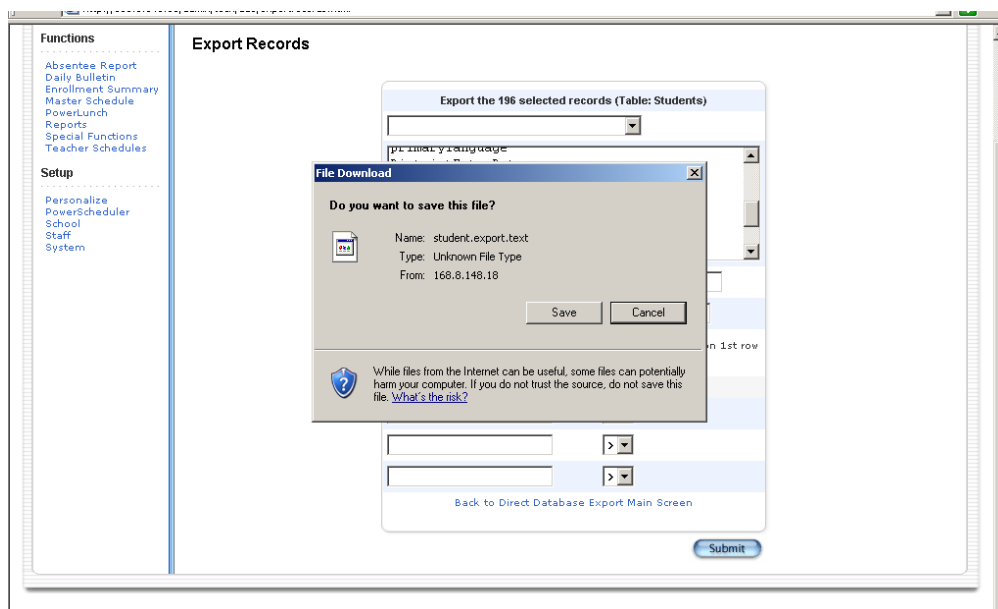 Functions
Absentee Report
Daily Bulletin
Enrollment Summary
Master Schedule
PowerLunch
Reports
Special Functions
Teacher Schedules
Setup
Personalize
PowerScheduler
School
Staff
System
Export Records
Export the 196 selected records (Table: Students)
primarylanguage
File Download
Do you want to save this file?
Name: student.export.text
Type: Unknown File Type
From: 168.8.148.18
Save Cancel
on 1st row
While files from the Internet can be useful, some files can potentially
harm your computer. If you do not trust the source, do not save this
file. What's the risk?
>
>
Back to Direct Database Export Main Screen
Submit